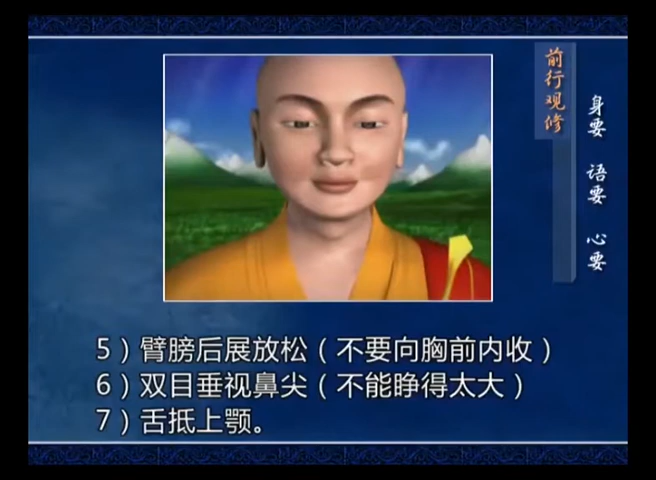 前行观修
身要 语要 心要
5）臂膀后展放松（不要向胸前内收）
6）双目垂视鼻尖（不能睁得太大）
7）舌抵上颚。